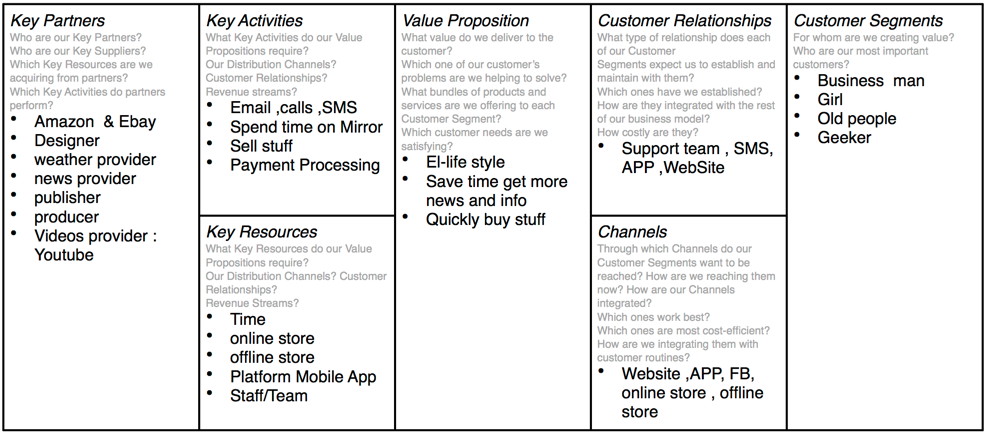 Key Partners
Who are our Key Partners?
Who are our Key Suppliers?
Which Key Resources are we
acquiring from partners?
Which Key Activities do partners
perform?
• Amazon & Ebay
• Designer
• weather provider
• news provider
• publisher
• producer
• Videos provider :
Youtube
Key Activities
What Key Activities do our Value
Propositions require?
Our Distribution Channels?
Customer Relationships?
Revenue streams?
• Email ,calls ,SMS
• Spend time on Mirror
• Sell stuff
• Payment Processing
Key Resources
What Key Resources do our Value
Propositions require?
Our Distribution Channels? Customer
Relationships?
Revenue Streams?
• Time
• online store
• offline store
• Platform Mobile App
• Staff/Team
Value Proposition
What value do we deliver to the
customer?
Which one of our customer's
problems are we helping to solve?
What bundles of products and
services are we offering to each
Customer Segment?
Which customer needs are we
satisfying?
• El-life style
• Save time get more
news and info
• Quickly buy stuff
Customer Relationships
What type of relationship does each
of our Customer
Segments expect us to establish and
maintain with them?
Which ones have we established?
How are they integrated with the rest
of our business model?
How costly are they?
• Support team , SMS,
APP ,WebSite
Channels
Through which Channels do our
Customer Segments want to be
reached? How are we reaching them
now? How are our Channels
integrated?
Which ones work best?
Which ones are most cost-efficient?
How are we integrating them with
customer routines?
• Website ,APP, FB,
online store , offline
store
Customer Segments
For whom are we creating value?
Who are our most important
customers?
• Business man
• Girl
• Old people
• Geeker